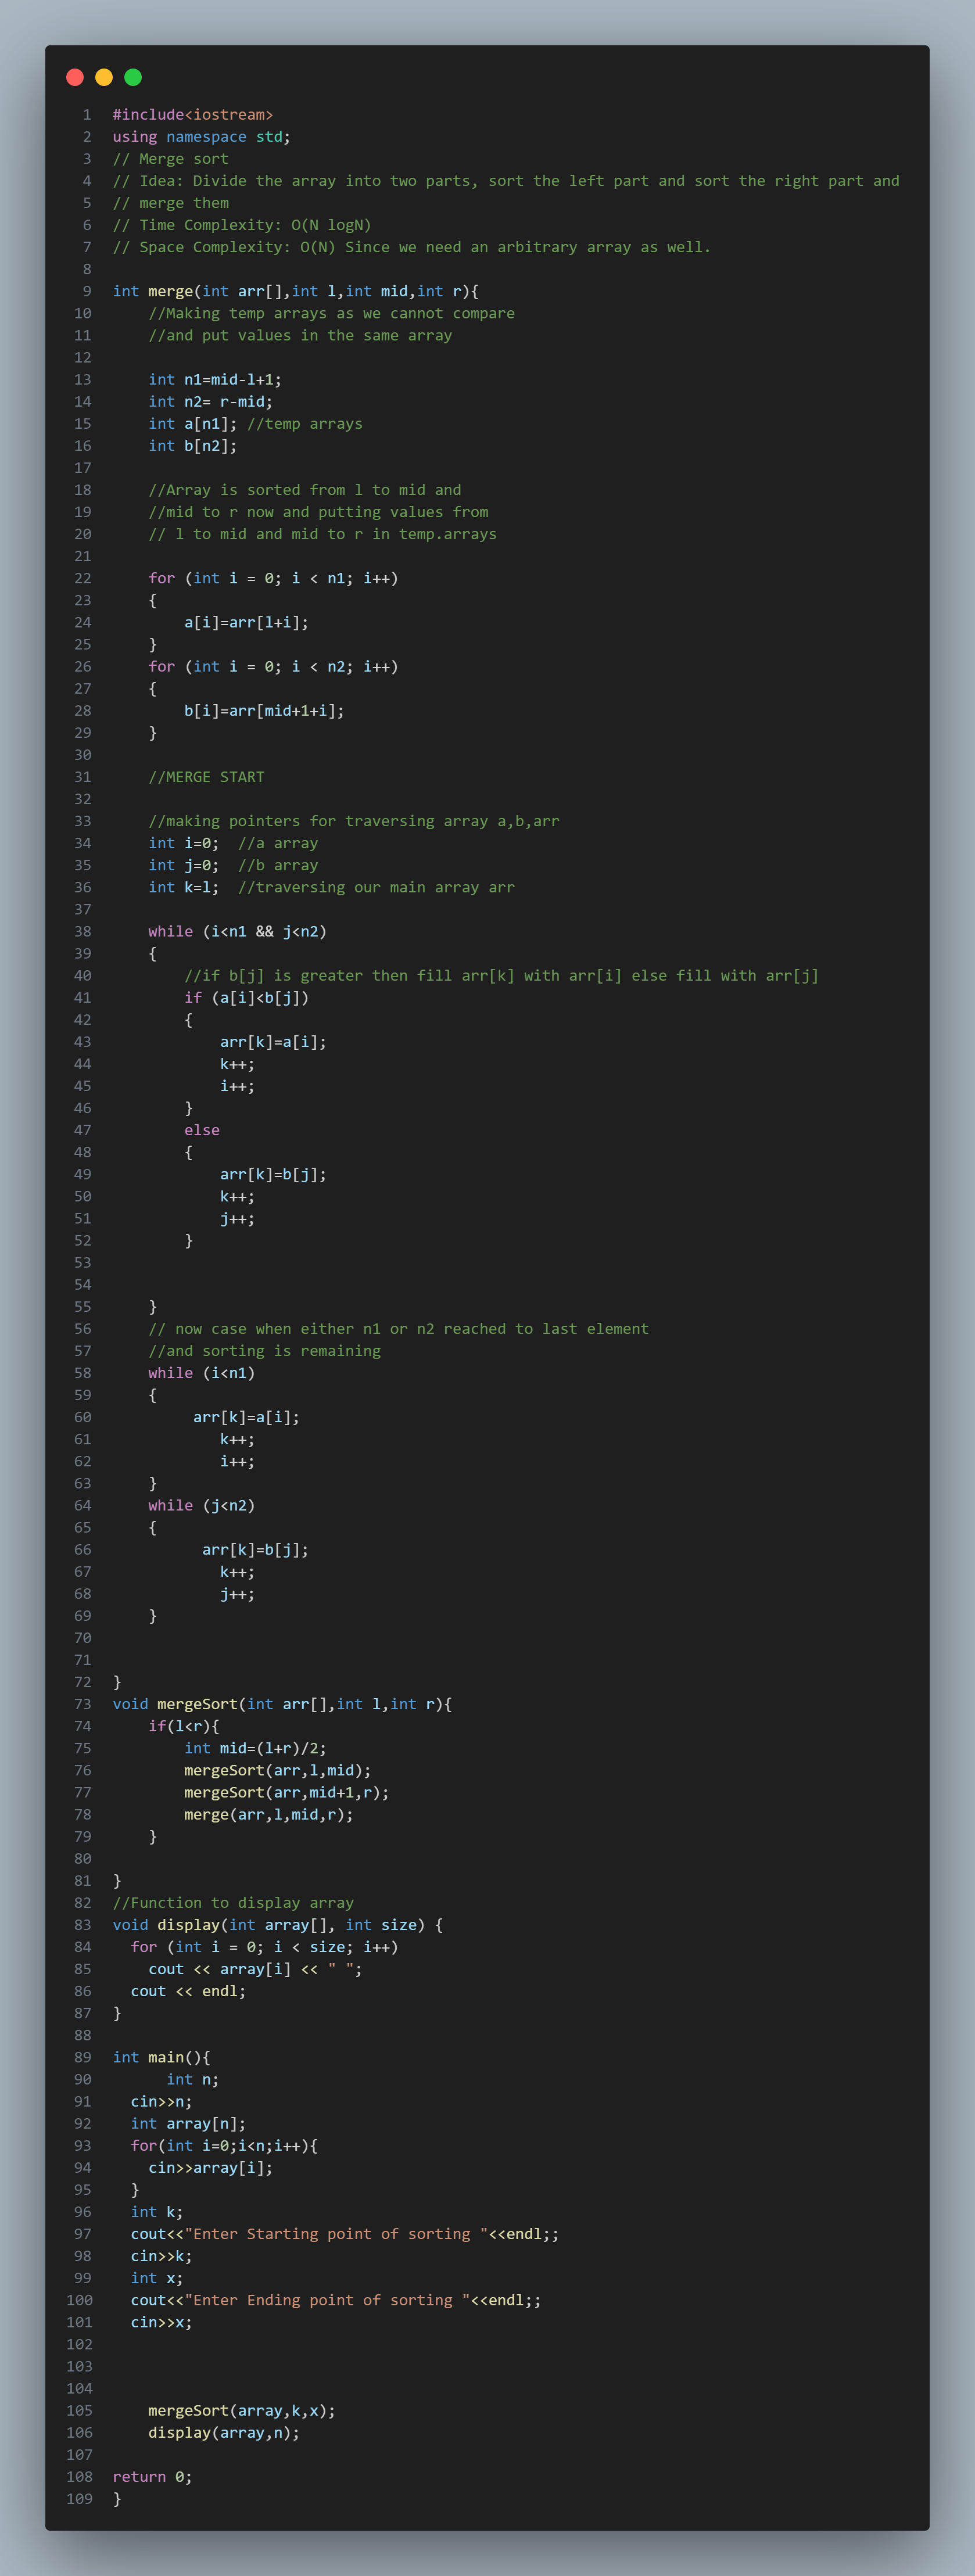 1 #include<iostream>
2 using namespace std;
3 // Merge sort
4 // Idea: Divide the array into two parts, sort the left part and sort the right part and
5 // merge them
6 // Time Complexity: O(N logN)
7 // Space Complexity: O(N) Since we need an arbitrary array as well.
8
9 int merge(int arr[],int l,int mid,int r){
10     //Making temp arrays as we cannot compare
11     //and put values in the same array
12
13     int n1=mid-l+1;
14     int n2= r-mid;
15     int a[n1]; //temp arrays
16     int b[n2];
17
18     //Array is sorted from l to mid and
19     //mid to r now and putting values from
20     // l to mid and mid to r in temp.arrays
21
22     for (int i = 0; i < n1; i++)
23     {
24         a[i]=arr[l+i];
25     }
26     for (int i = 0; i < n2; i++)
27     {
28         b[i]=arr[mid+1+i];
29     }
30
31     //MERGE START
32
33     //making pointers for traversing array a,b,arr
34     int i=0;  //a array
35     int j=0;  //b array
36     int k=l;  //traversing our main array arr
37
38     while (i<n1 && j<n2)
39     {
40         //if b[j] is greater then fill arr[k] with arr[i] else fill with arr[j]
41         if (a[i]<b[j])
42         {
43             arr[k]=a[i];
44             k++;
45             i++;
46         }
47         else
48         {
49             arr[k]=b[j];
50             k++;
51             j++;
52         }
53
54
55     }
56     // now case when either n1 or n2 reached to last element
57     //and sorting is remaining
58     while (i<n1)
59     {
60          arr[k]=a[i];
61             k++;
62             i++;
63     }
64     while (j<n2)
65     {
66           arr[k]=b[j];
67             k++;
68             j++;
69     }
70
71
72 }
73 void mergeSort(int arr[],int l,int r){
74     if(l<r){
75         int mid=(l+r)/2;
76         mergeSort(arr,l,mid);
77         mergeSort(arr,mid+1,r);
78         merge(arr,l,mid,r);
79     }
80
81 }
82 //Function to display array
83 void display(int array[], int size) {
84   for (int i = 0; i < size; i++)
85     cout << array[i] << " ";
86   cout << endl;
87 }
88
89 int main(){
90       int n;
91   cin>>n;
92   int array[n];
93   for(int i=0;i<n;i++){
94     cin>>array[i];
95   }
96   int k;
97   cout<<"Enter Starting point of sorting "<<endl;;
98   cin>>k;
99   int x;
100   cout<<"Enter Ending point of sorting "<<endl;;
101   cin>>x;
102
103
104
105     mergeSort(array,k,x);
106     display(array,n);
107
108 return 0;
109 }